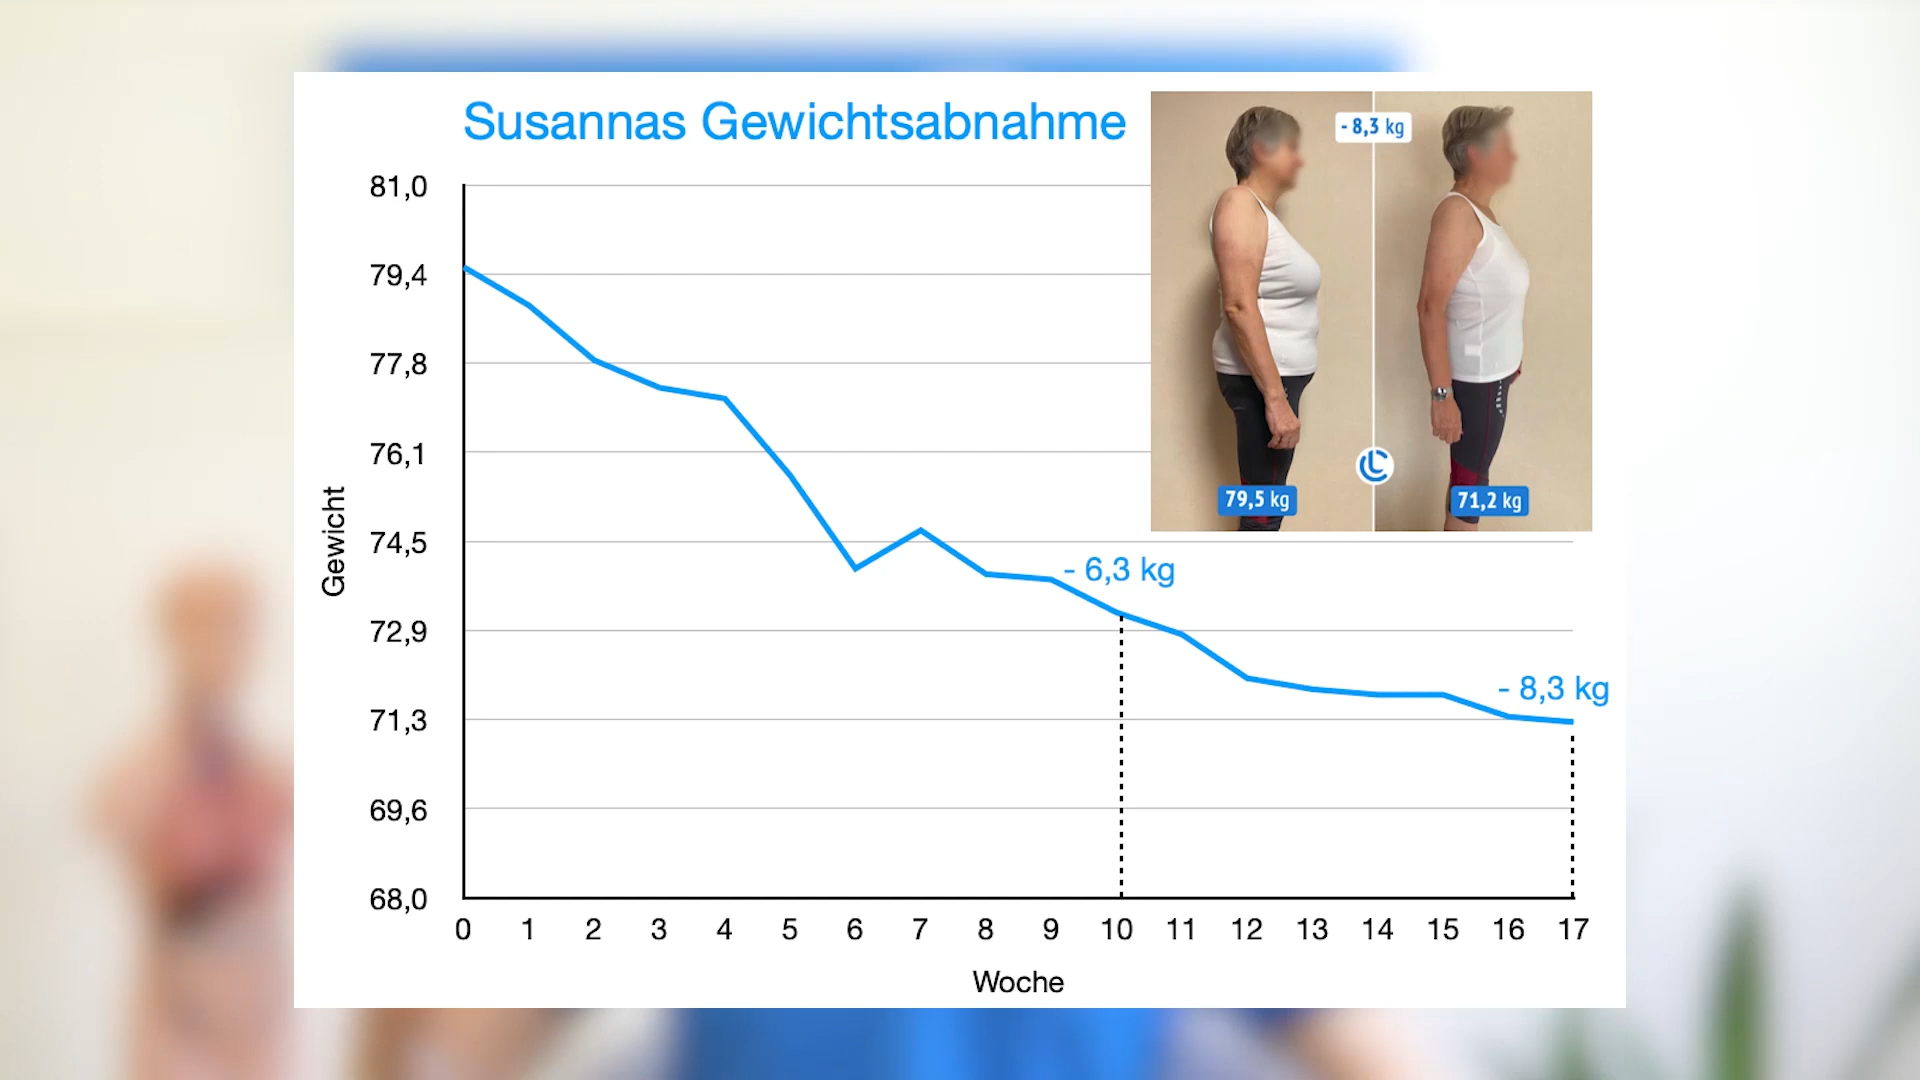 Susannas Gewichtsabnahme
- 8,3 kg
79,5 kg
71,2 kg
81,0
79,4
77,8
76,1
74,5
72,9
71,3
69,6
68,0
Gewicht
- 6,3 kg
- 8,3 kg
0 1 2 3 4 5 6 7 8 9 10 11 12 13 14 15 16 17
Woche